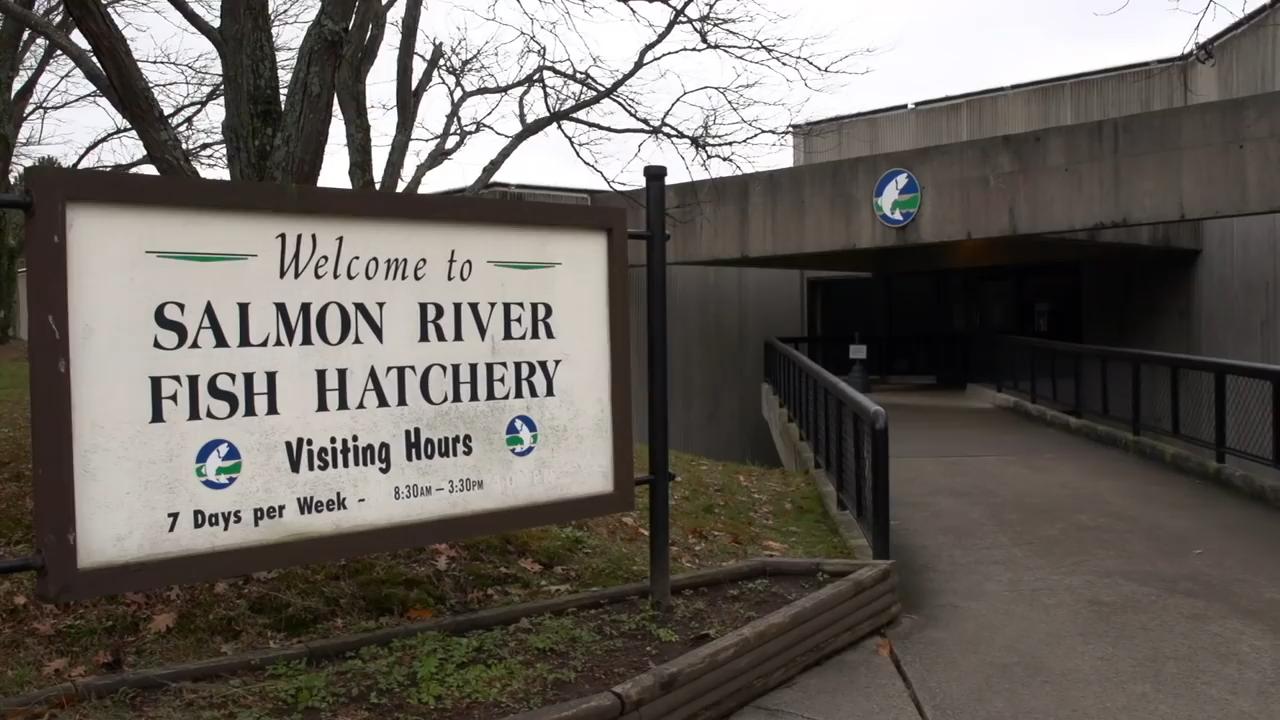 Welcome to
SALMON RIVER
FISH HATCHERY
Visiting Hours
7 Days per Week - 8:30AM – 3:30PM